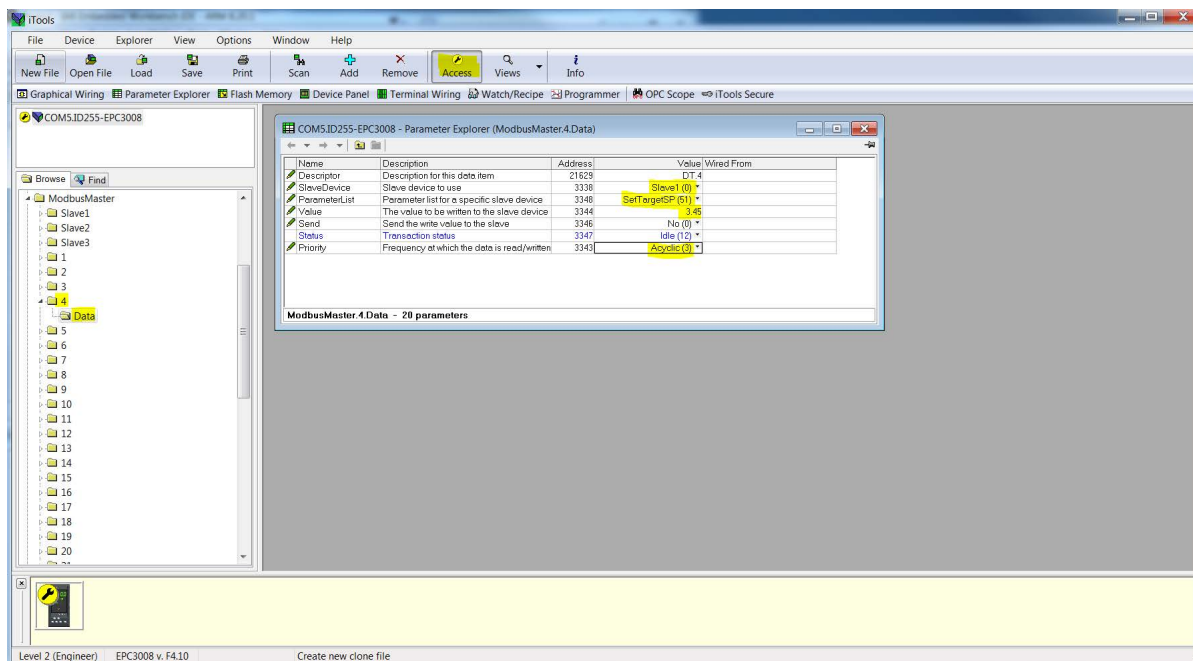 iTools
File Device Explorer View Options Window Help
New File Open File Load Save Print Scan Add Remove Access Views Info
Graphical Wiring Parameter Explorer Flash Memory Device Panel Terminal Wiring Watch/Recipe Programmer OPC Scope iTools Secure
COM5.ID255-EPC3008
COM5.ID255-EPC3008 - Parameter Explorer (ModbusMaster.4.Data)
Name Description Address Value Wired From
Descriptor Description for this data item 21629 DT.4
SlaveDevice Slave device to use 3338 Slave1 (0)
ParameterList Parameter list for a specific slave device 3348 SetTargetSP (51)
Value The value to be written to the slave device 3344 3.45
Send Send the write value to the slave 3346 No (0)
Status Transaction status 3347 Idle (12)
Priority Frequency at which the data is read/written 3343 Acyclic (3)
ModbusMaster.4.Data - 20 parameters
Browse Find
ModbusMaster
Slave1
Slave2
Slave3
1
2
3
4
Data
5
6
7
8
9
10
11
12
13
14
15
16
17
18
19
20
Level 2 (Engineer) EPC3008 v. F4.10 Create new clone file